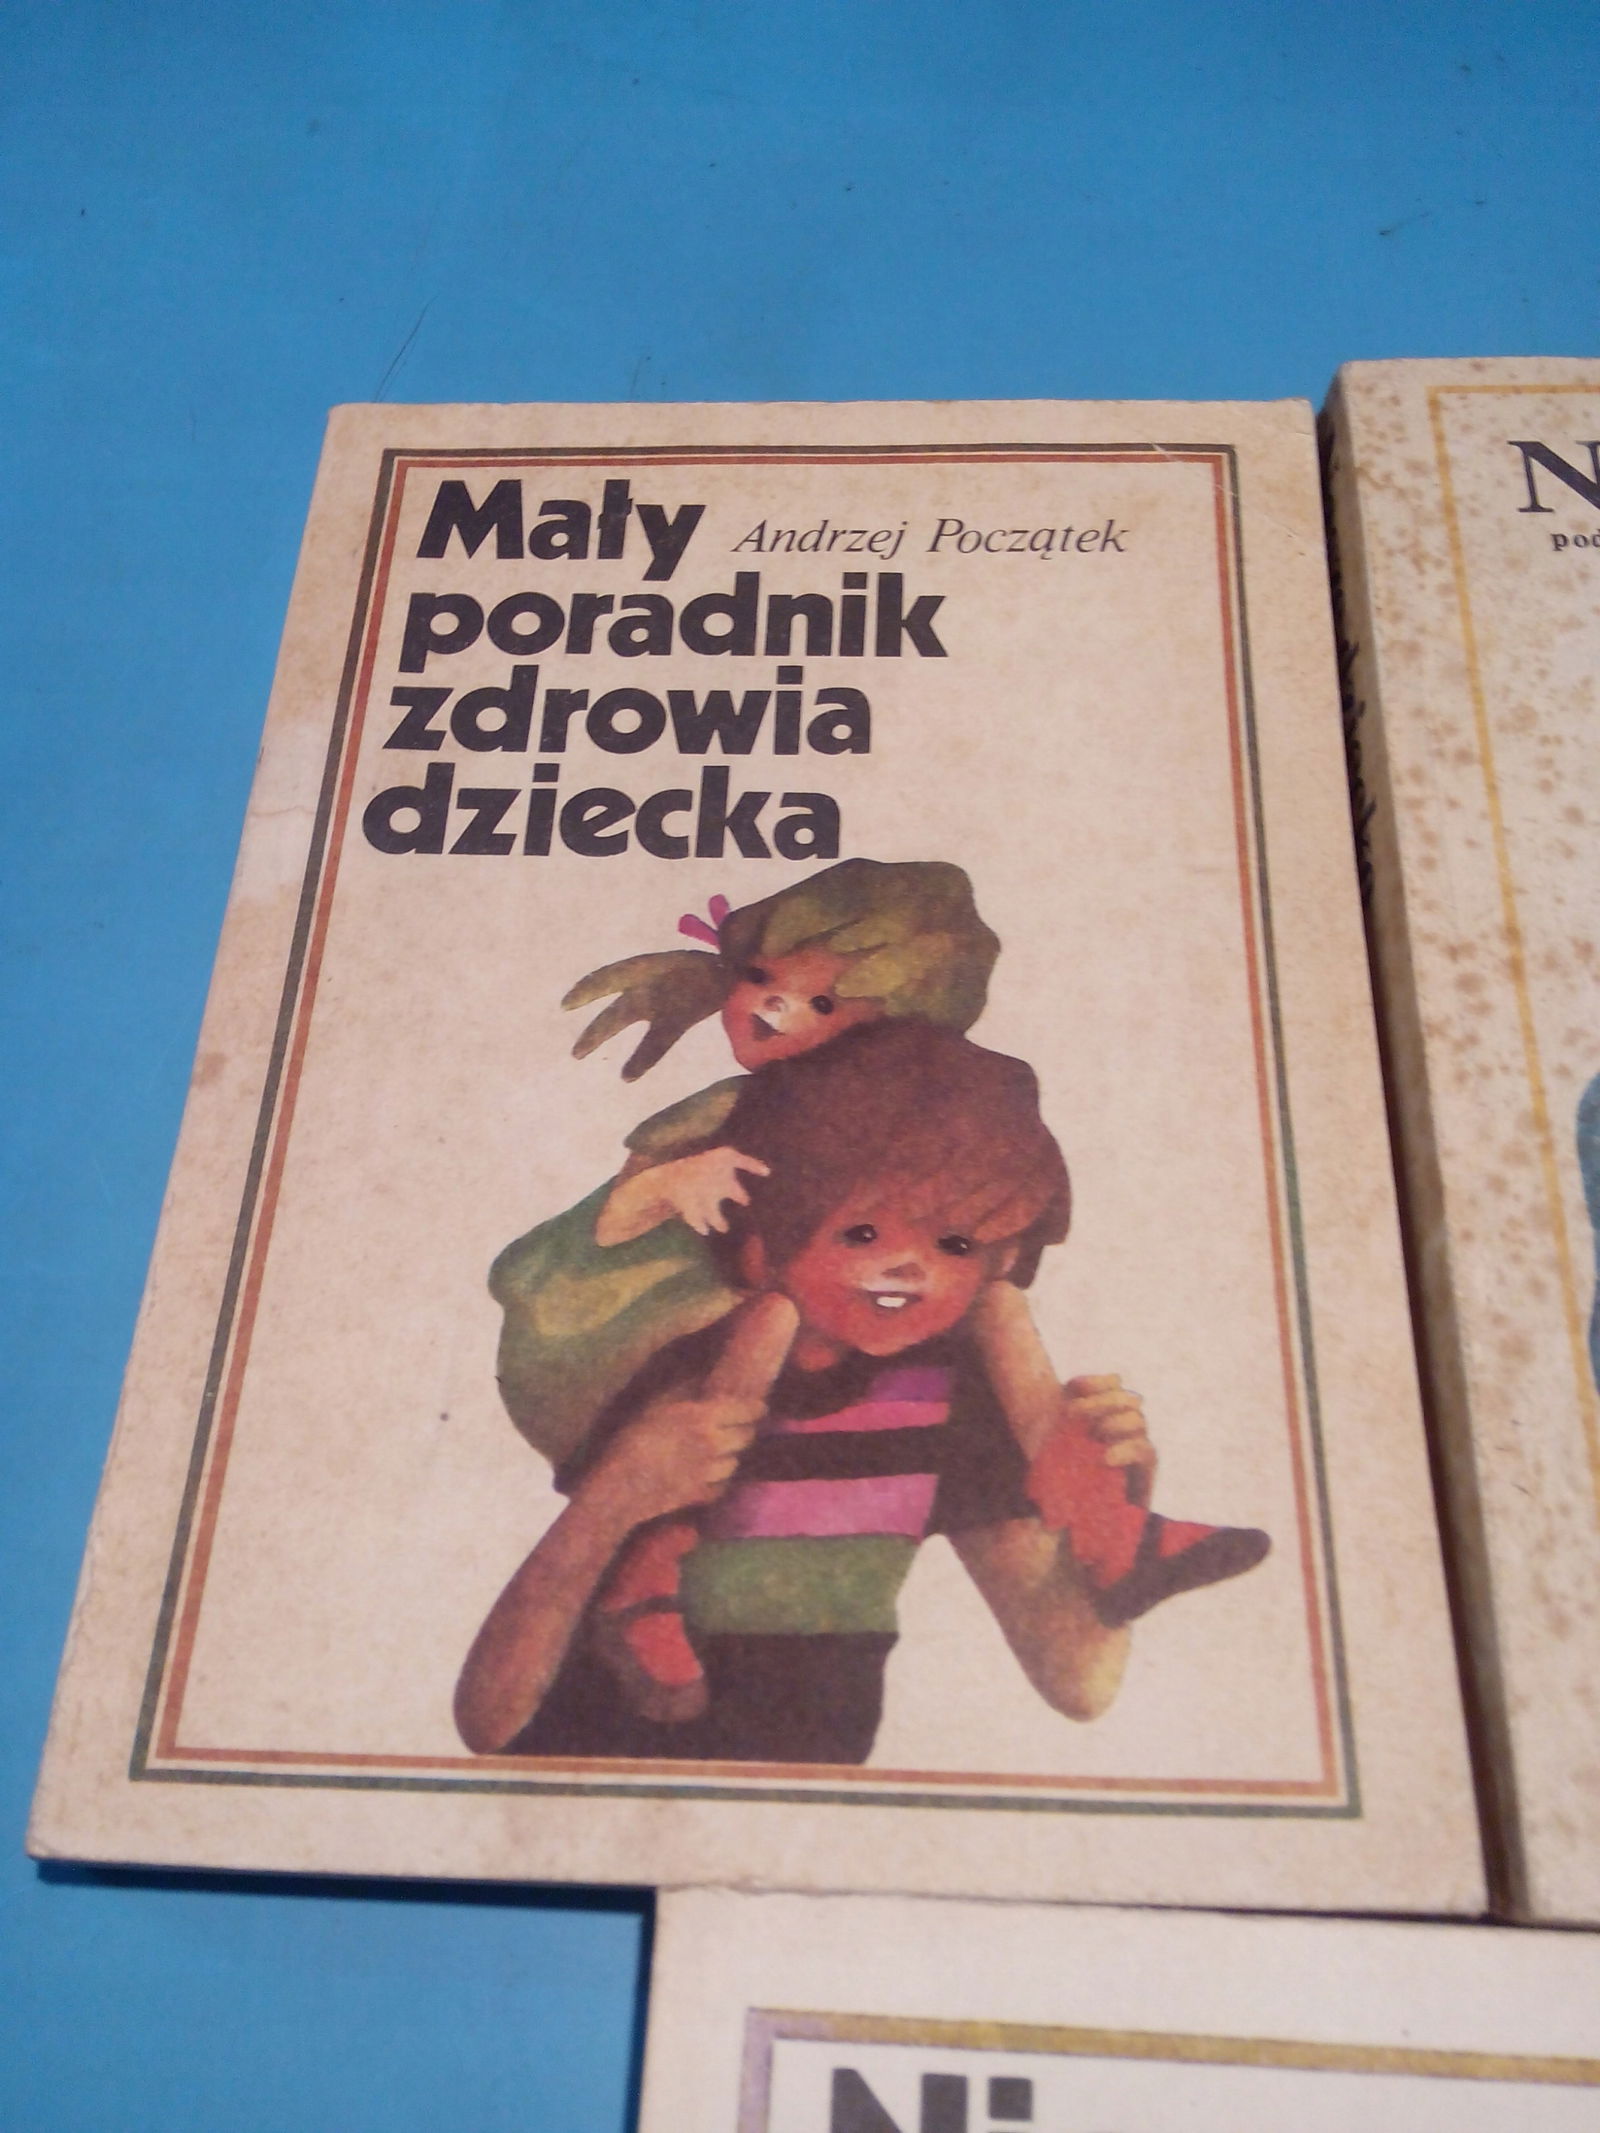 Mały Andrzej Początek
poradnik
zdrowia
dziecka